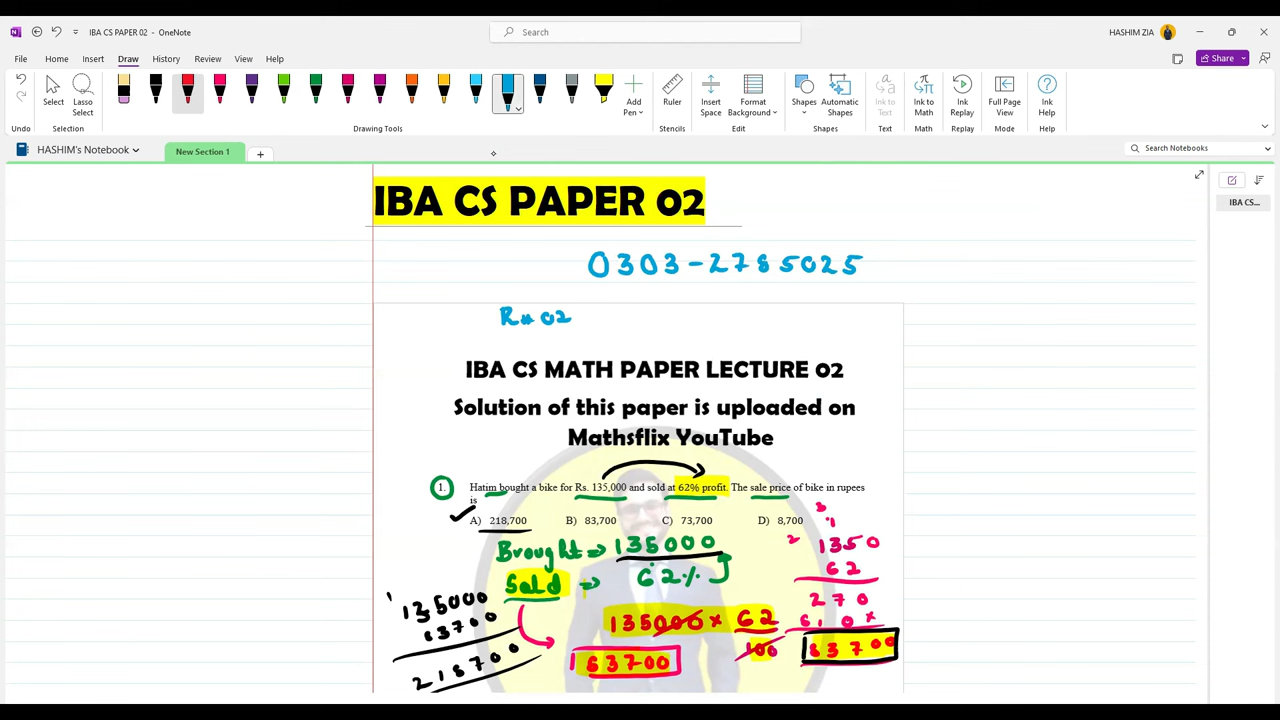 IBA CS PAPER 02 - OneNote
Search
HASHIM ZIA
File Home Insert Draw History Review View Help
Share
Undo
Select
Lasso Select
Selection
Drawing Tools
Add Pen
Ruler
Stencils
Insert Space
Format Background
Edit
Shapes
Automatic Shapes
Shapes
Ink to Text
Text
Ink to Math
Math
Ink Replay
Replay
Full Page View
Mode
Ink Help
Help
HASHIM's Notebook
New Section 1
+
Search Notebooks
IBA CS...
IBA CS PAPER 02
0303-2785025
02
IBA CS MATH PAPER LECTURE 02
Solution of this paper is uploaded on
Mathsflix YouTube
1. Hatim bought a bike for Rs. 135,000 and sold at 62% profit. The sale price of bike in rupees
is
A) 218,700 B) 83,700 C) 73,700 D) 8,700
Brought => 135000
Sold => 62%
135000 x 62
100
83700
1350
62
270
83700
135000
83700
218700